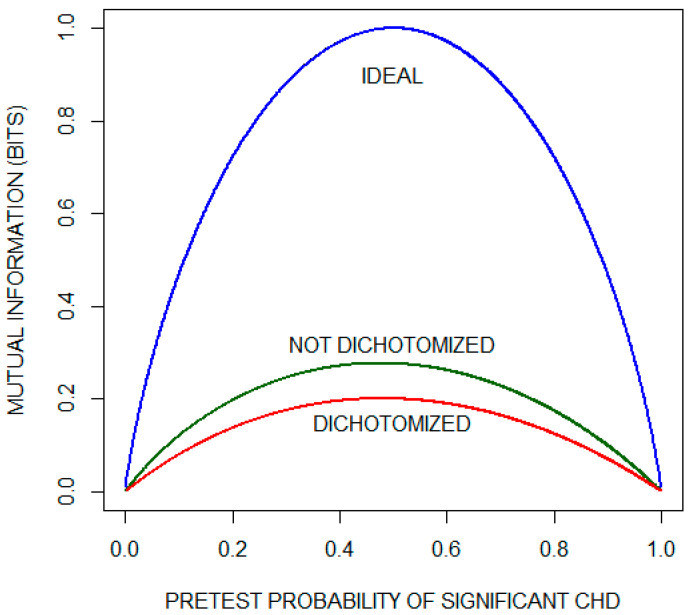 MUTUAL INFORMATION (BITS)
1.0
0.8
0.6
0.4
0.2
0.0
IDEAL
NOT DICHOTOMIZED
DICHOTOMIZED
0.0 0.2 0.4 0.6 0.8 1.0
PRETEST PROBABILITY OF SIGNIFICANT CHD